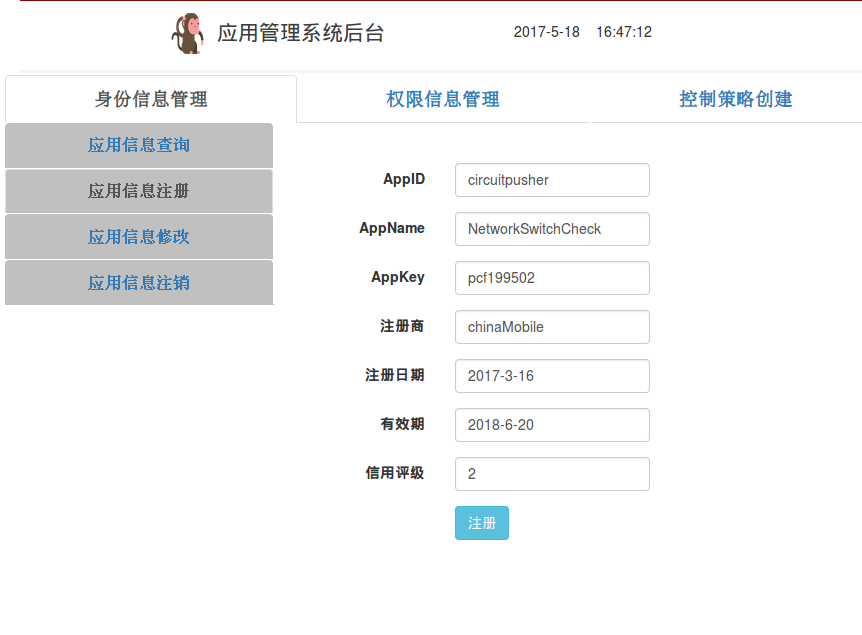 应用管理系统后台 2017-5-18 16:47:12
身份信息管理 权限信息管理 控制策略创建
应用信息查询
应用信息注册
应用信息修改
应用信息注销
AppID circuitpusher
AppName NetworkSwitchCheck
AppKey pcf199502
注册商 chinaMobile
注册日期 2017-3-16
有效期 2018-6-20
信用评级 2
注册